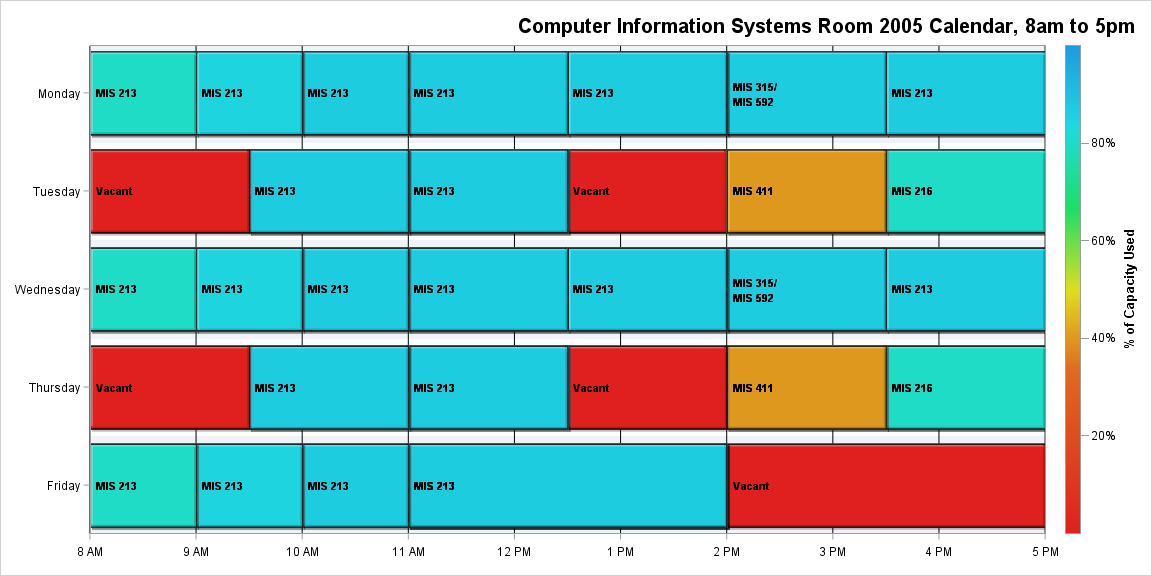 Computer Information Systems Room 2005 Calendar, 8am to 5pm
Monday
MIS 213
MIS 213
MIS 213
MIS 213
MIS 213
MIS 315/
MIS 592
MIS 213
Tuesday
Vacant
MIS 213
MIS 213
Vacant
MIS 411
MIS 216
Wednesday
MIS 213
MIS 213
MIS 213
MIS 213
MIS 213
MIS 315/
MIS 592
MIS 213
Thursday
Vacant
MIS 213
MIS 213
Vacant
MIS 411
MIS 216
Friday
MIS 213
MIS 213
MIS 213
MIS 213
Vacant
8 AM
9 AM
10 AM
11 AM
12 PM
1 PM
2 PM
3 PM
4 PM
5 PM
80%
60%
40%
20%
% of Capacity Used